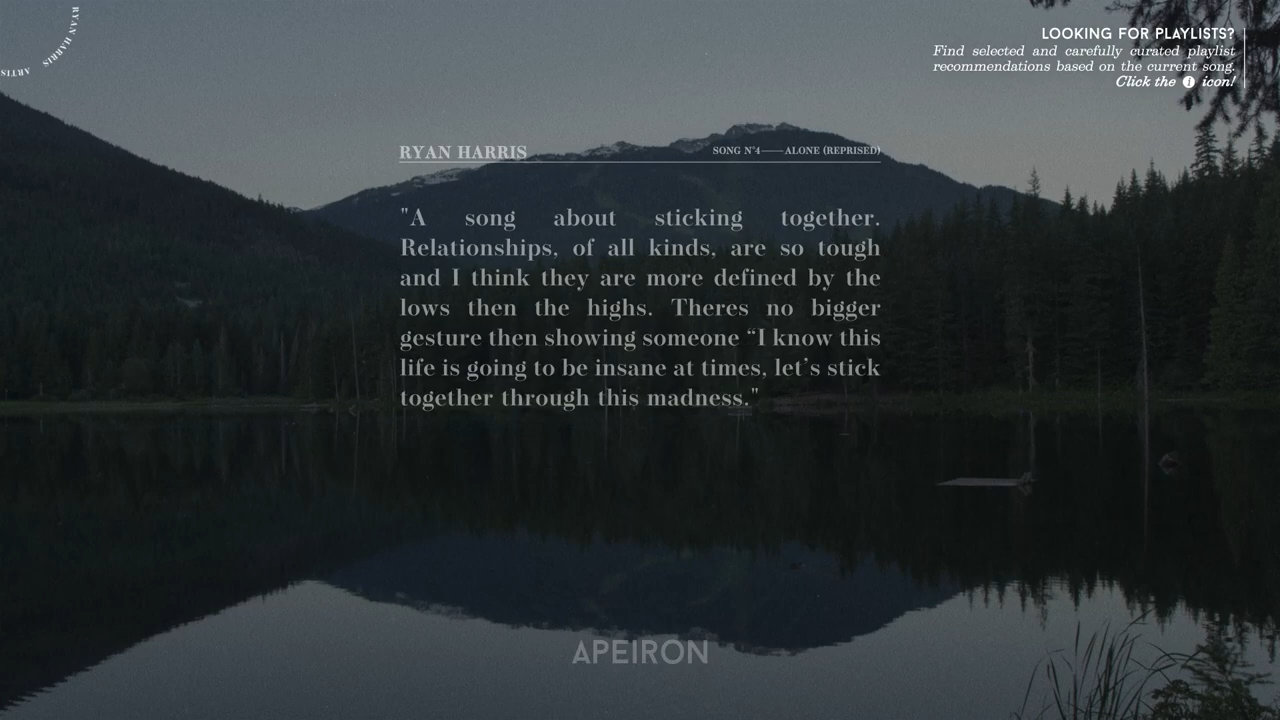 RYAN HARRIS
ARTIS
LOOKING FOR PLAYLISTS?
Find selected and carefully curated playlist
recommendations based on the current song.
Click the i icon!
RYAN HARRIS
SONG N°4——ALONE (REPRISED)
"A song about sticking together.
Relationships, of all kinds, are so tough
and I think they are more defined by the
lows then the highs. Theres no bigger
gesture then showing someone “I know this
life is going to be insane at times, let’s stick
together through this madness."
APEIRON